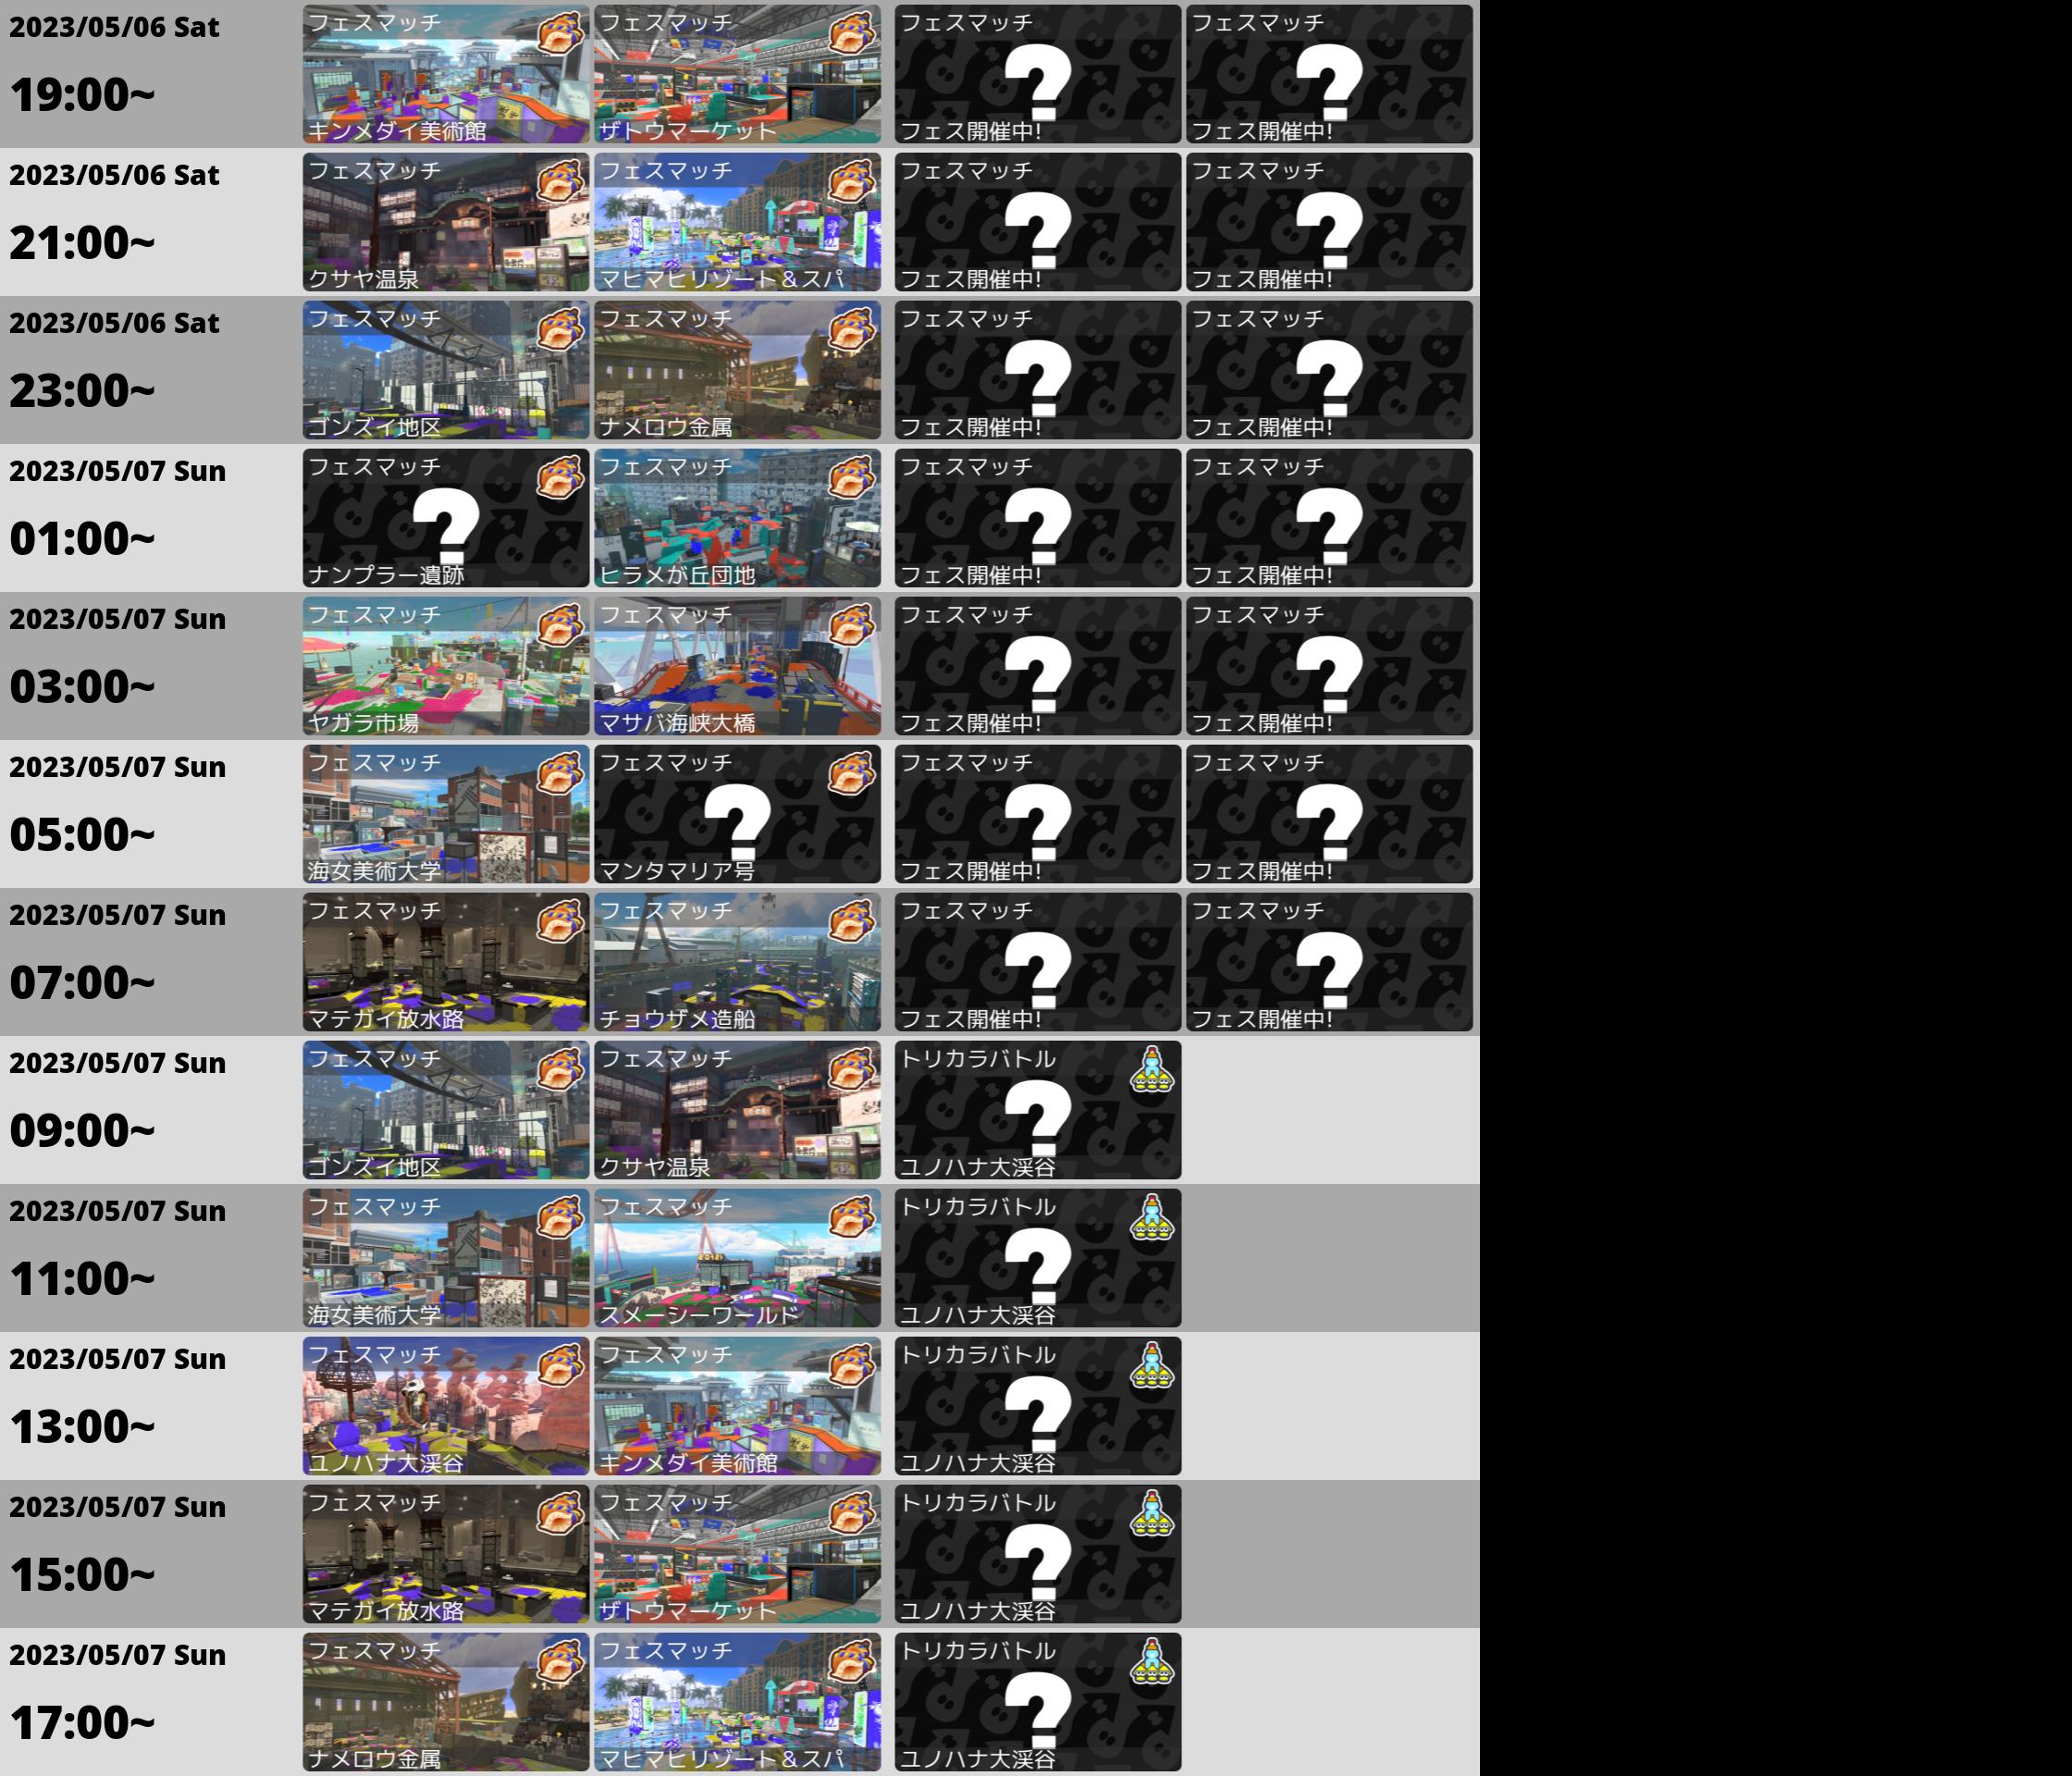 2023/05/06 Sat
19:00~
フェスマッチ
キンメダイ美術館
フェスマッチ
ザトウマーケット
フェスマッチ
フェス開催中!
フェスマッチ
フェス開催中!
2023/05/06 Sat
21:00~
フェスマッチ
クサヤ温泉
フェスマッチ
マヒマヒリゾート&スパ
フェスマッチ
フェス開催中!
フェスマッチ
フェス開催中!
2023/05/06 Sat
23:00~
フェスマッチ
ゴンズイ地区
フェスマッチ
ナメロウ金属
フェスマッチ
フェス開催中!
フェスマッチ
フェス開催中!
2023/05/07 Sun
01:00~
フェスマッチ
?
ナンプラー遺跡
フェスマッチ
ヒラメが丘団地
フェスマッチ
フェス開催中!
フェスマッチ
フェス開催中!
2023/05/07 Sun
03:00~
フェスマッチ
ヤガラ市場
フェスマッチ
マサバ海峡大橋
フェスマッチ
フェス開催中!
フェスマッチ
フェス開催中!
2023/05/07 Sun
05:00~
フェスマッチ
海女美術大学
フェスマッチ
?
マンタマリア号
フェスマッチ
フェス開催中!
フェスマッチ
フェス開催中!
2023/05/07 Sun
07:00~
フェスマッチ
マテガイ放水路
フェスマッチ
チョウザメ造船
フェスマッチ
フェス開催中!
フェスマッチ
フェス開催中!
2023/05/07 Sun
09:00~
フェスマッチ
ゴンズイ地区
フェスマッチ
クサヤ温泉
トリカラバトル
ユノハナ大渓谷
2023/05/07 Sun
11:00~
フェスマッチ
海女美術大学
フェスマッチ
スメーシーワールド
トリカラバトル
ユノハナ大渓谷
2023/05/07 Sun
13:00~
フェスマッチ
ユノハナ大渓谷
フェスマッチ
キンメダイ美術館
トリカラバトル
ユノハナ大渓谷
2023/05/07 Sun
15:00~
フェスマッチ
マテガイ放水路
フェスマッチ
ザトウマーケット
トリカラバトル
ユノハナ大渓谷
2023/05/07 Sun
17:00~
フェスマッチ
ナメロウ金属
フェスマッチ
マヒマヒリゾート&スパ
トリカラバトル
ユノハナ大渓谷